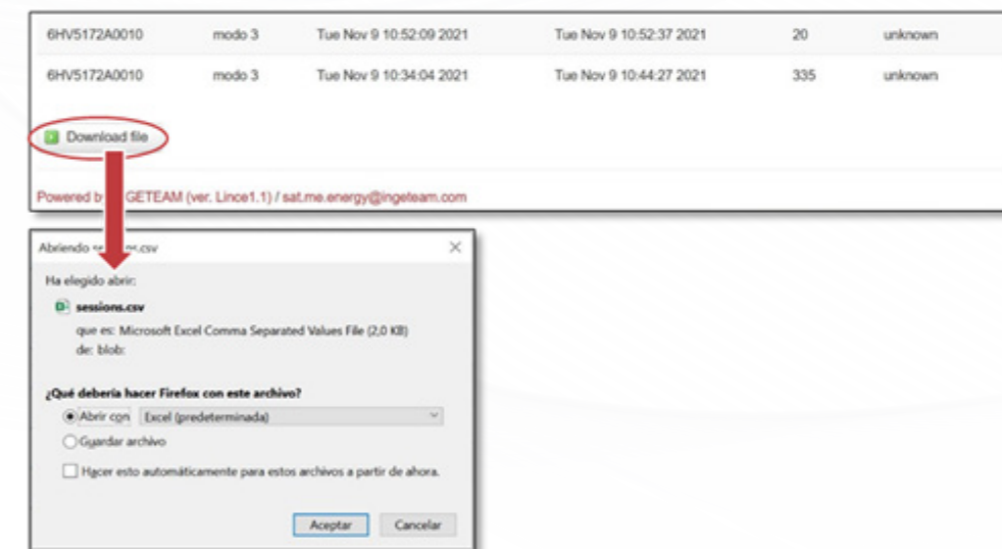 6HV5172A0010 modo 3 Tue Nov 9 10:52:09 2021 Tue Nov 9 10:52:37 2021 20 unknown
6HV5172A0010 modo 3 Tue Nov 9 10:34:04 2021 Tue Nov 9 10:44:27 2021 335 unknown
Download file
Powered b GETEAM (ver. Lince1.1) / sat.me.energy@ingeteam.com
Abriendo se ns.csv
Ha elegido abrir:
sessions.csv
que es: Microsoft Excel Comma Separated Values File (2,0 KB)
de: blob:
¿Qué debería hacer Firefox con este archivo?
Abrir con Excel (predeterminada)
Guardar archivo
Hacer esto automáticamente para estos archivos a partir de ahora.
Aceptar Cancelar